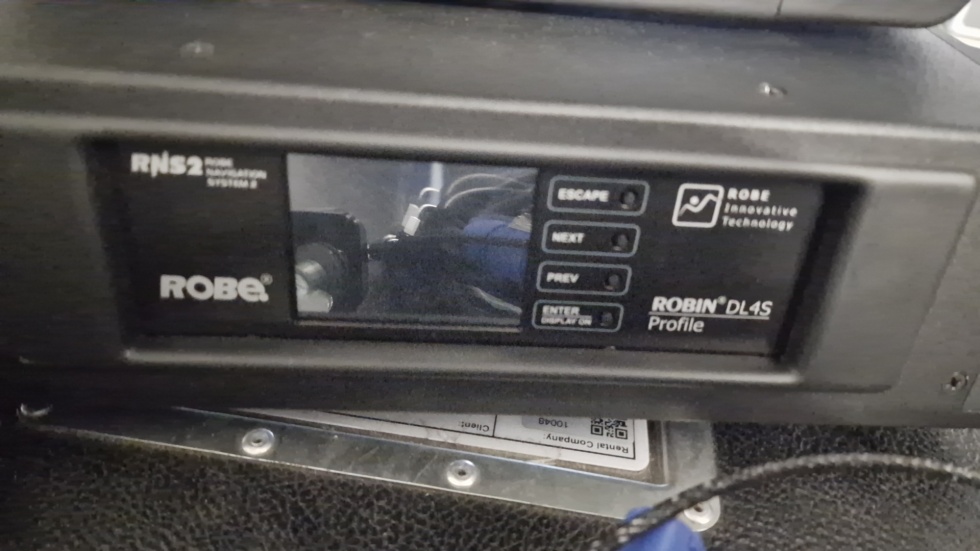 RNS2
ROBE
NAVIGATION
SYSTEM 2
ROBE®
ESCAPE
NEXT
PREV
ENTER
DISPLAY ON
ROBE
Innovative
Technology
ROBIN® DL4S
Profile
Rental Company
10048
Client: